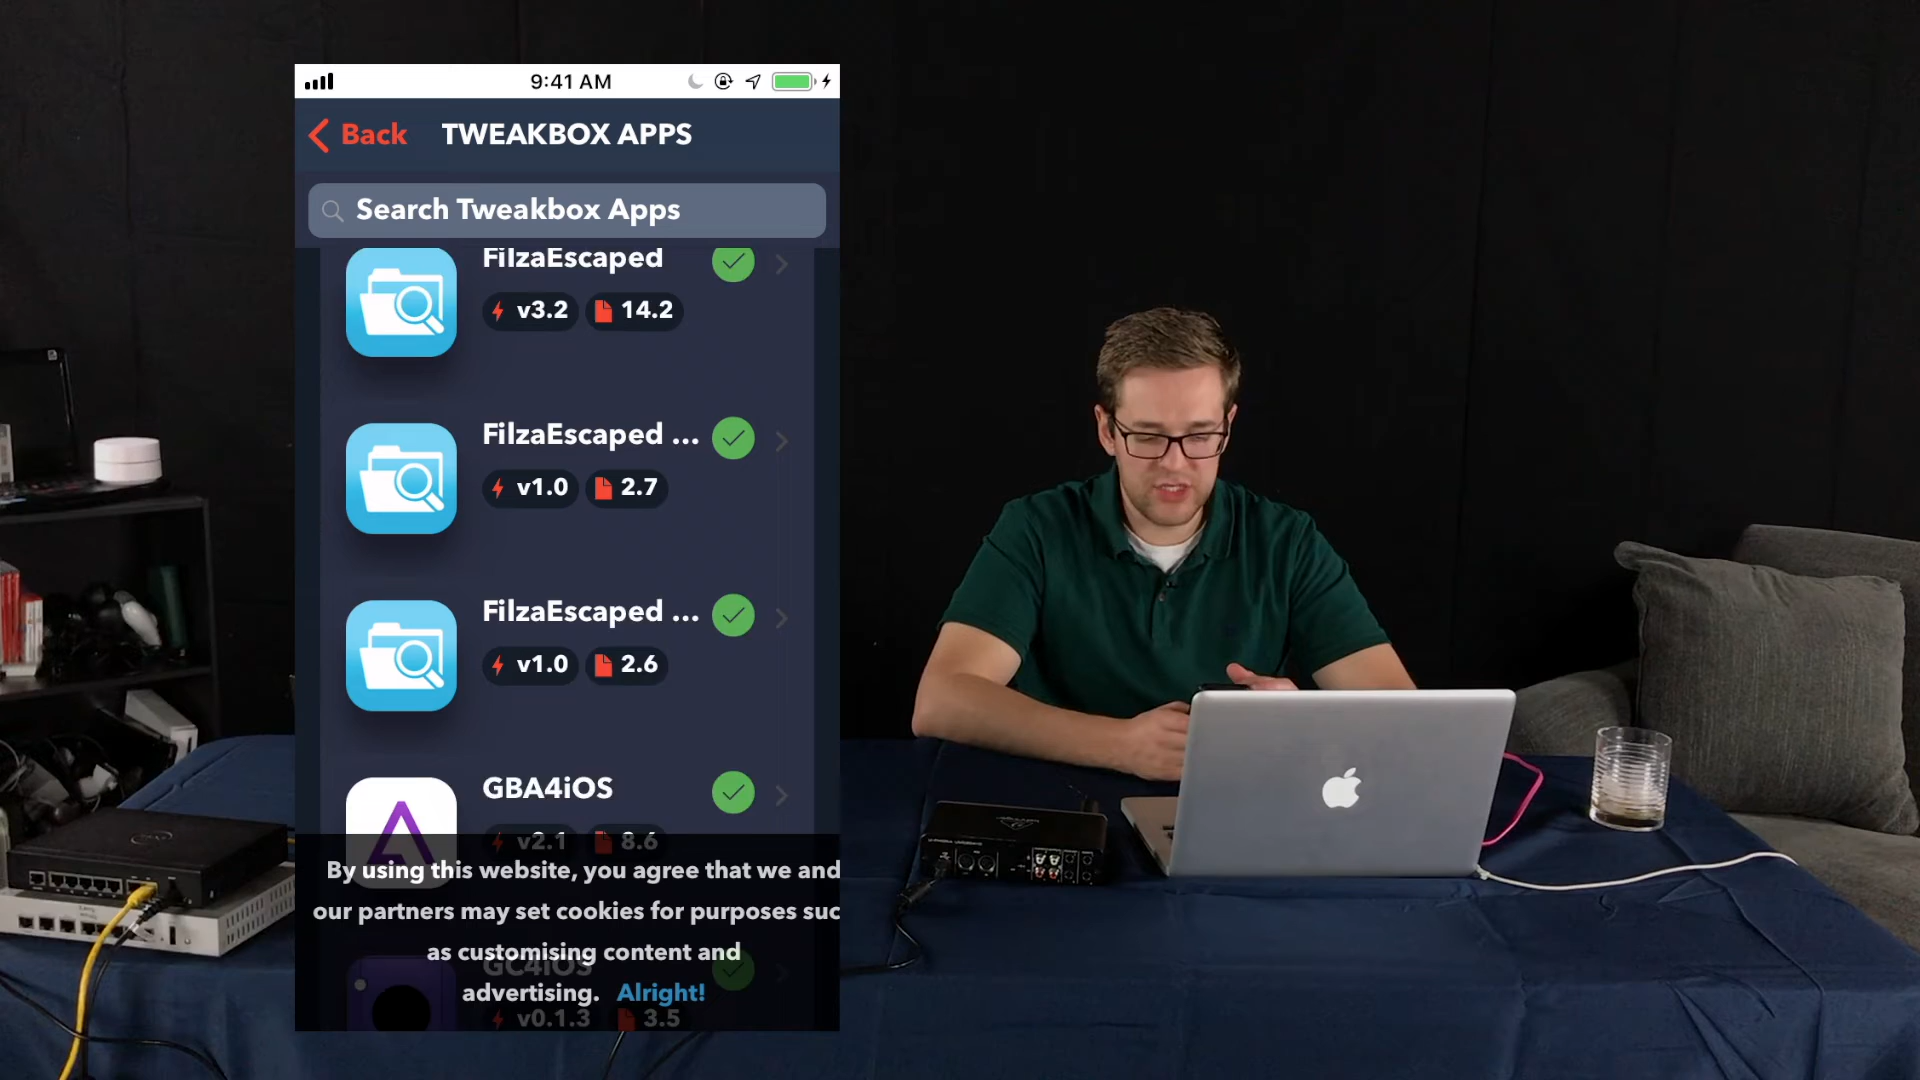 9:41 AM
Back TWEAKBOX APPS
Search Tweakbox Apps
FilzaEscaped
v3.2 14.2
FilzaEscaped ...
v1.0 2.7
FilzaEscaped ...
v1.0 2.6
GBA4iOS
v2.1 8.6
By using this website, you agree that we and
our partners may set cookies for purposes suc
as customising content and
GC4iOS
advertising. Alright!
v0.1.3 3.5